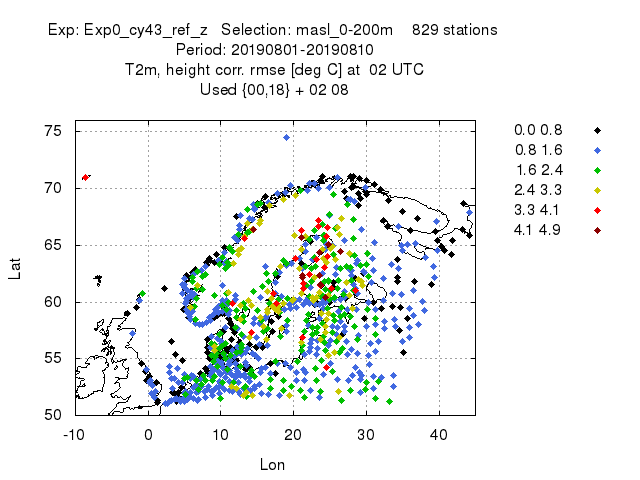 Exp: Exp0_cy43_ref_z Selection: masl_0-200m 829 stations
Period: 20190801-20190810
T2m, height corr. rmse [deg C] at 02 UTC
Used {00,18} + 02 08
75
70
65
60
55
50
Lat
-10 0 10 20 30 40
Lon
0.0 0.8
0.8 1.6
1.6 2.4
2.4 3.3
3.3 4.1
4.1 4.9